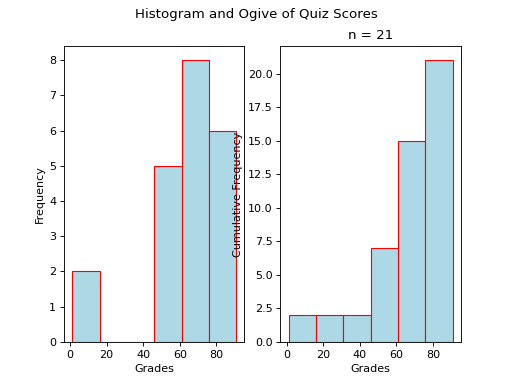 Histogram and Ogive of Quiz Scores
n = 21
8
7
6
5
4
3
2
1
0
Frequency
0 20 40 60 80
Grades
20.0
17.5
15.0
12.5
10.0
7.5
5.0
2.5
0.0
Cumulative Frequency
0 20 40 60 80
Grades